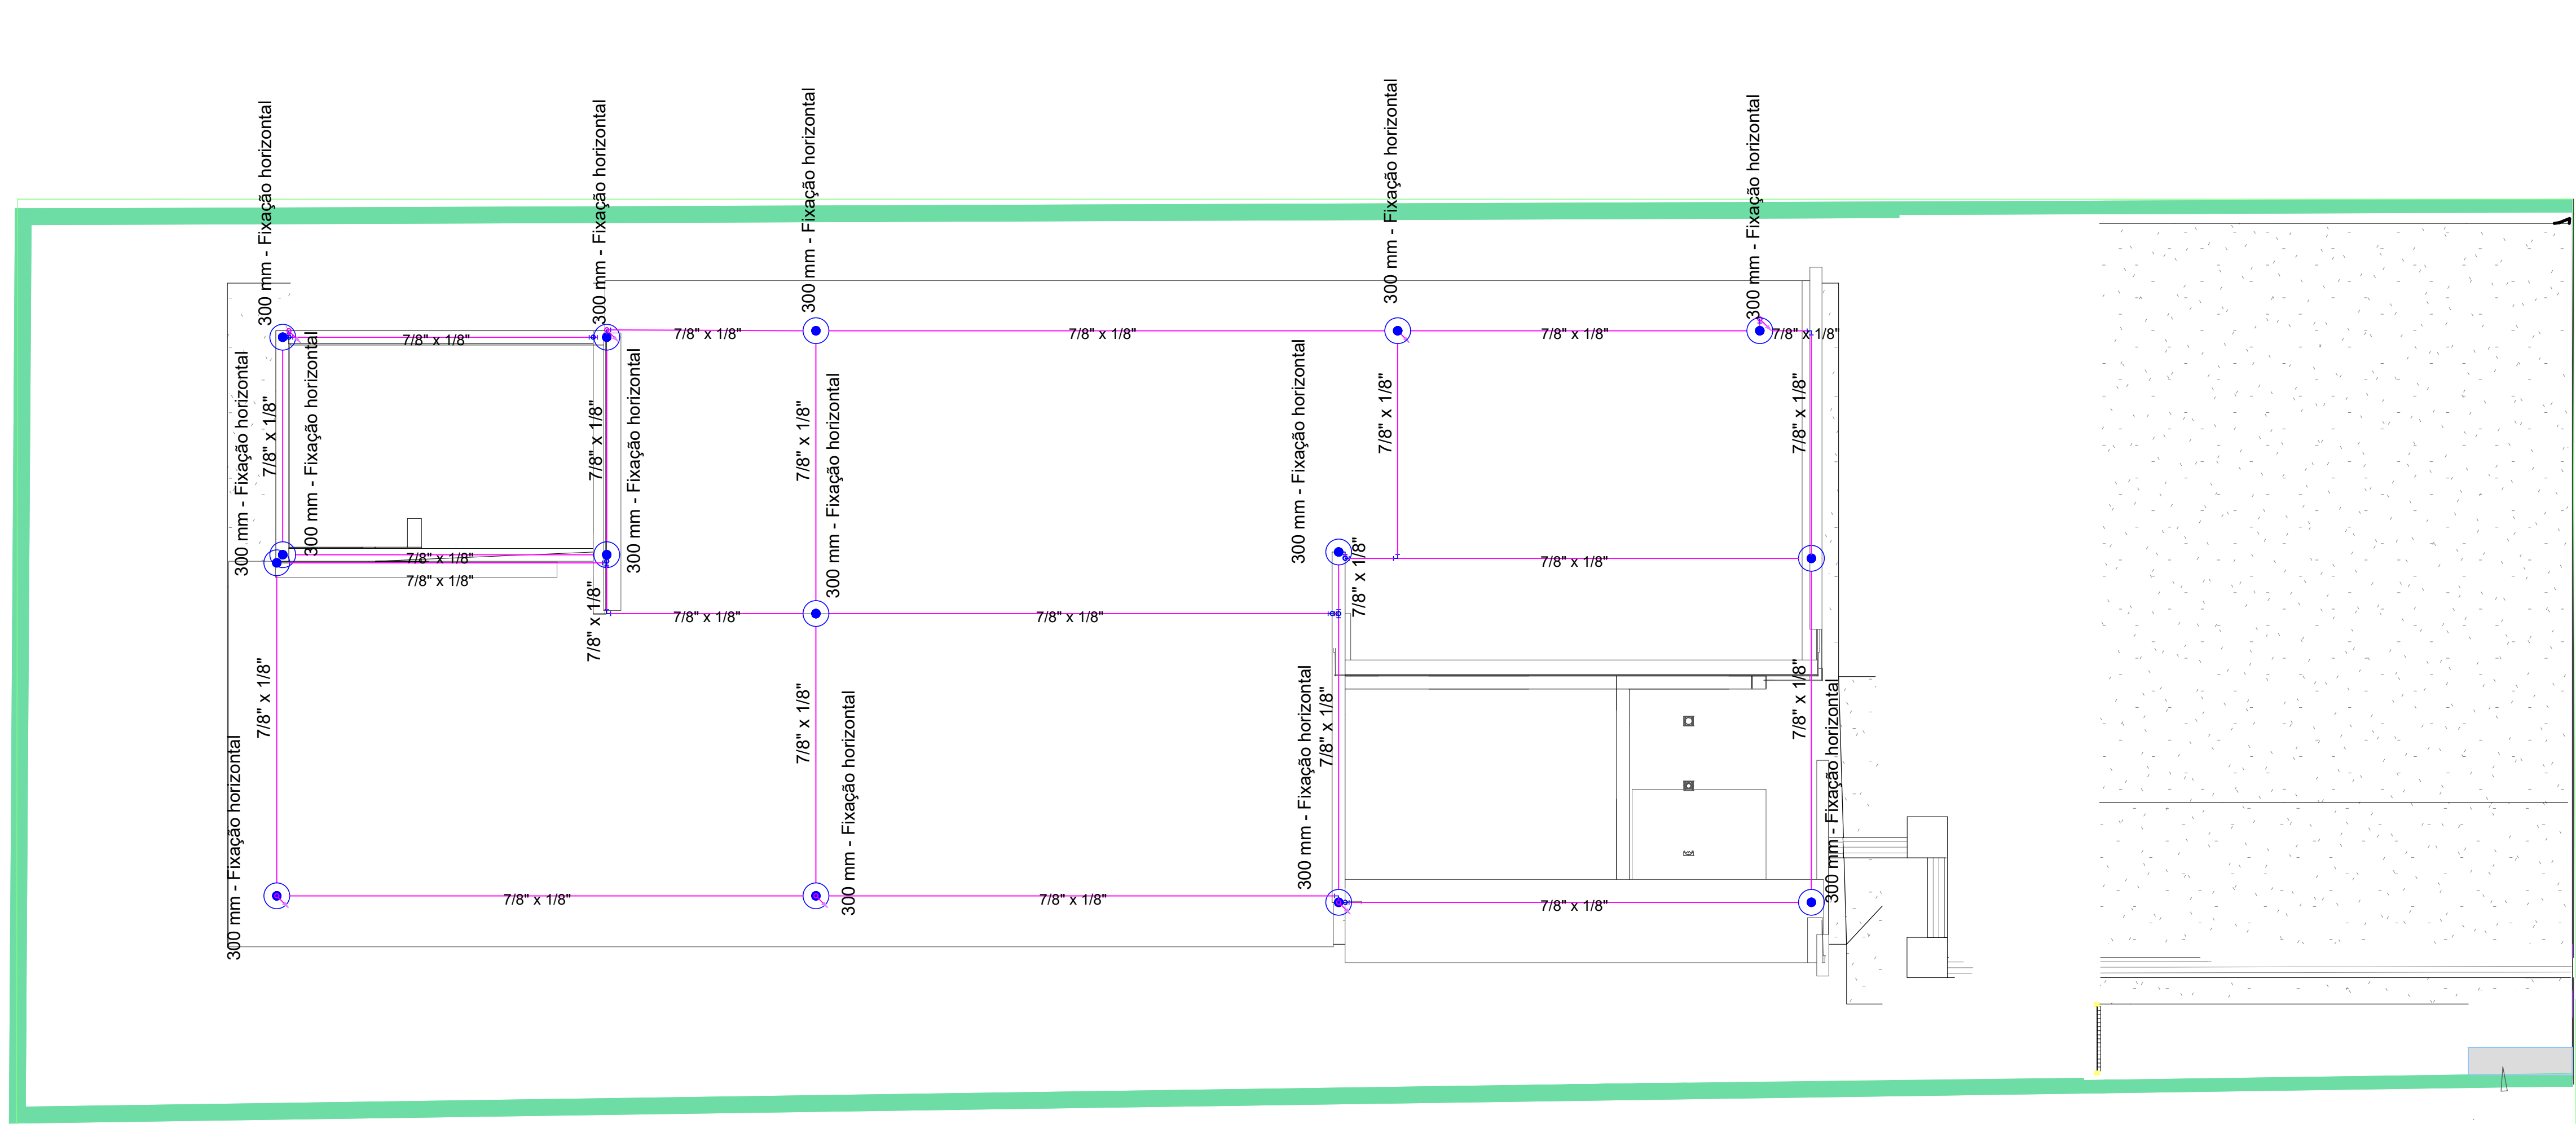 300 mm - Fixação horizontal
300 mm - Fixação horizontal
300 mm - Fixação horizontal
300 mm - Fixação horizontal
300 mm - Fixação horizontal
7/8" x 1/8"
7/8" x 1/8"
7/8" x 1/8"
7/8" x 1/8"
7/8" x 1/8"
300 mm - Fixação horizontal
7/8" x 1/8"
300 mm - Fixação horizontal
7/8" x 1/8"
300 mm - Fixação horizontal
7/8" x 1/8"
300 mm - Fixação horizontal
300 mm - Fixação horizontal
7/8" x 1/8"
7/8" x 1/8"
7/8" x 1/8"
7/8" x 1/8"
7/8" x 1/8"
7/8" x 1/8"
7/8" x 1/8"
7/8" x 1/8"
7/8" x 1/8"
7/8" x 1/8"
7/8" x 1/8"
7/8" x 1/8"
7/8" x 1/8"
7/8" x 1/8"
300 mm - Fixação horizontal
300 mm - Fixação horizontal
300 mm - Fixação horizontal
300 mm - Fixação horizontal
7/8" x 1/8"
7/8" x 1/8"
7/8" x 1/8"